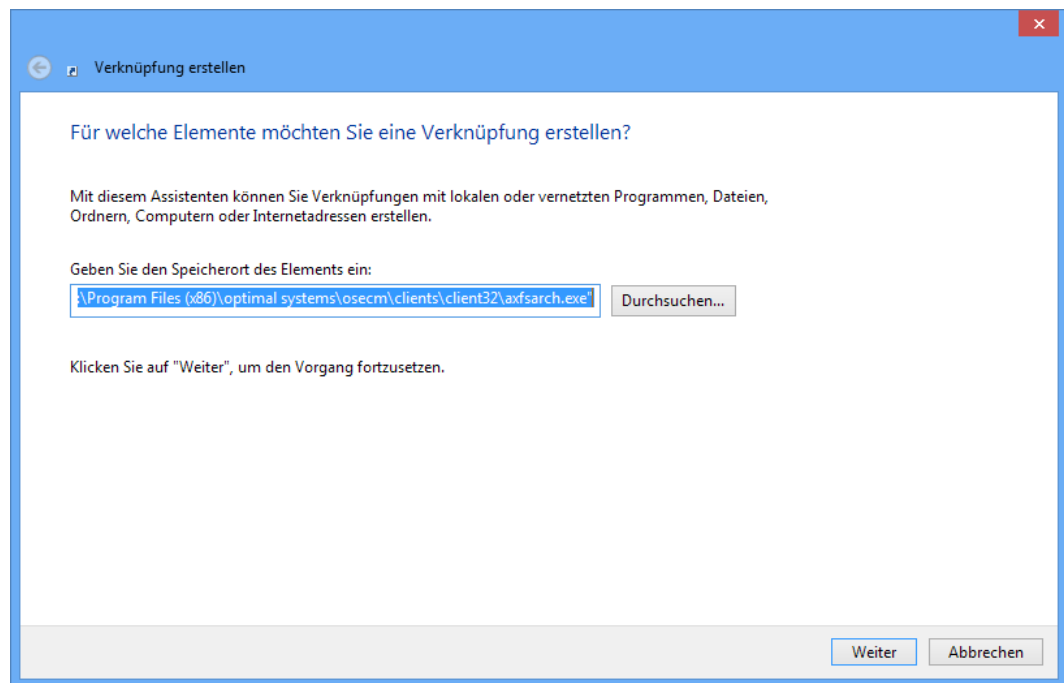 Verknüpfung erstellen
Für welche Elemente möchten Sie eine Verknüpfung erstellen?
Mit diesem Assistenten können Sie Verknüpfungen mit lokalen oder vernetzten Programmen, Dateien,
Ordnern, Computern oder Internetadressen erstellen.
Geben Sie den Speicherort des Elements ein:
:\Program Files (x86)\optimal systems\osecm\clients\client32\axfsarch.exe"
Durchsuchen...
Klicken Sie auf "Weiter", um den Vorgang fortzusetzen.
Weiter
Abbrechen